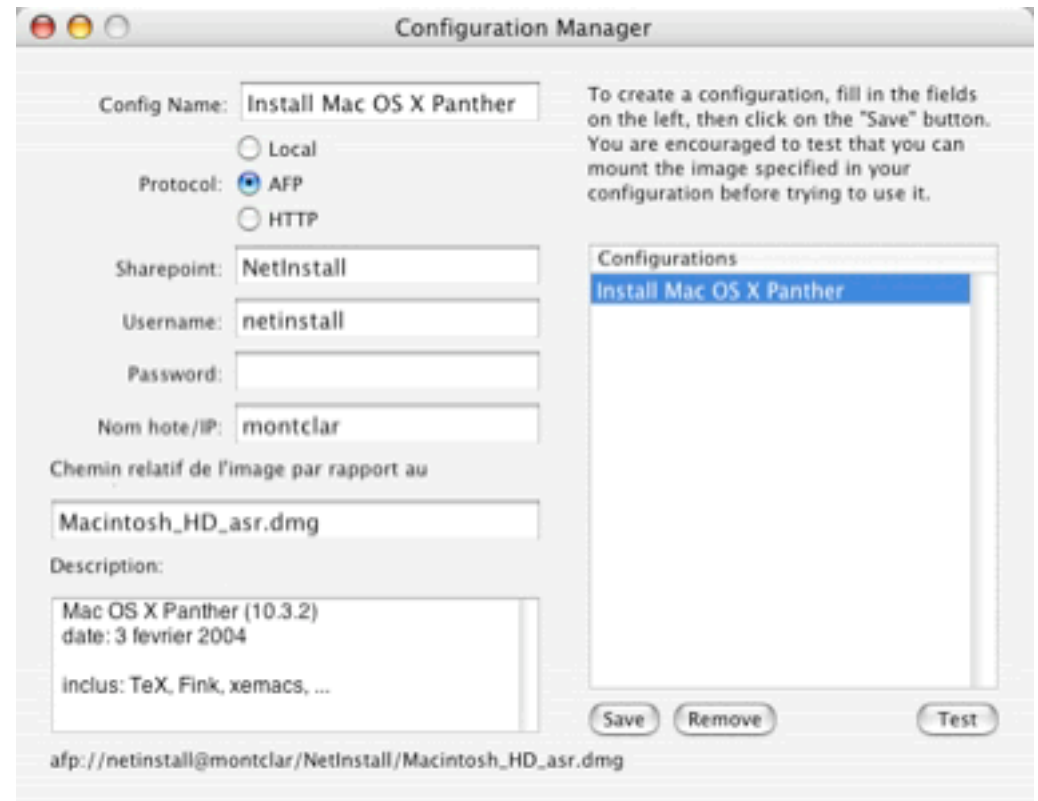 Configuration Manager
Config Name: Install Mac OS X Panther
Local
Protocol: AFP
HTTP
Sharepoint: NetInstall
Username: netinstall
Password:
Nom hote/IP: montclar
Chemin relatif de l'image par rapport au
Macintosh_HD_asr.dmg
Description:
Mac OS X Panther (10.3.2)
date: 3 fevrier 2004
inclus: TeX, Fink, xemacs, ...
afp://netinstall@montclar/NetInstall/Macintosh_HD_asr.dmg
To create a configuration, fill in the fields
on the left, then click on the "Save" button.
You are encouraged to test that you can
mount the image specified in your
configuration before trying to use it.
Configurations
Install Mac OS X Panther
Save Remove Test